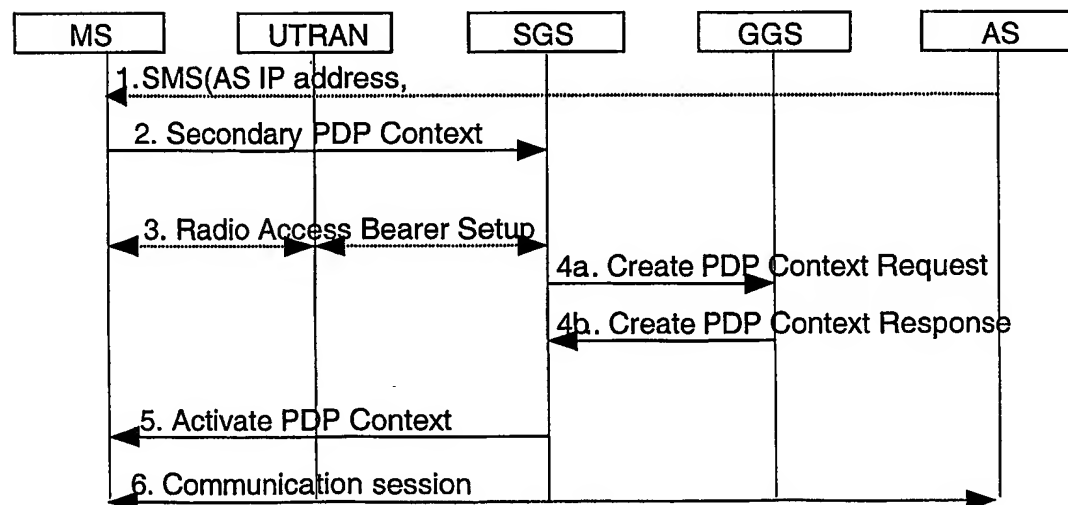 MS UTRAN SGS GGS AS
1.SMS(AS IP address,
2. Secondary PDP Context
3. Radio Access Bearer Setup
4a. Create PDP Context Request
4b. Create PDP Context Response
5. Activate PDP Context
6. Communication session